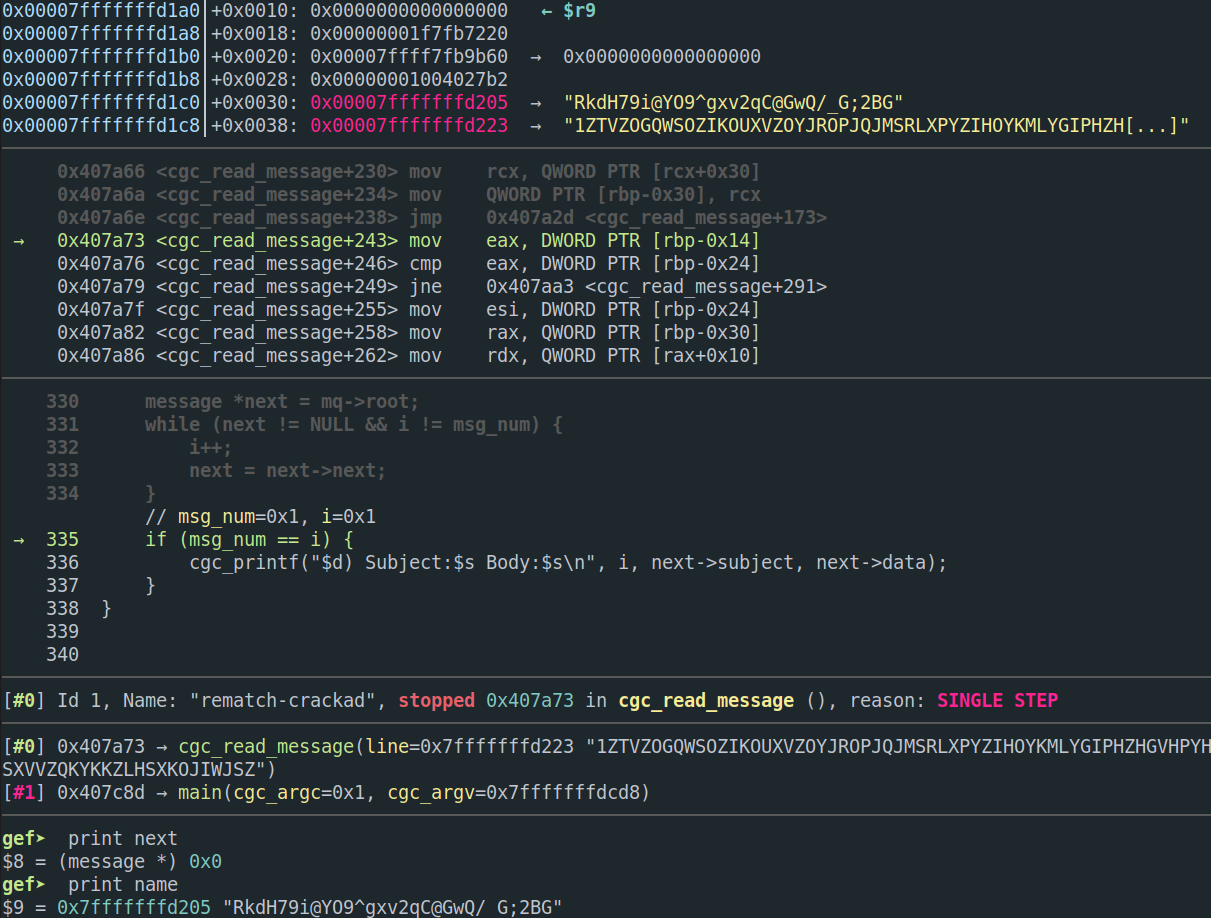 0x00007fffffffd1a0│+0x0010: 0x0000000000000000   ← $r9
0x00007fffffffd1a8│+0x0018: 0x00000001f7fb7220
0x00007fffffffd1b0│+0x0020: 0x00007ffff7fb9b60  →  0x0000000000000000
0x00007fffffffd1b8│+0x0028: 0x00000001004027b2
0x00007fffffffd1c0│+0x0030: 0x00007fffffffd205  →  "RkdH79i@YO9^gxv2qC@GwQ/_G;2BG"
0x00007fffffffd1c8│+0x0038: 0x00007fffffffd223  →  "1ZTVZOGQWSOZIKOUXVZOYJROPJQJMSRLXPYZIHOYKMLYGIPHZH[...]"
0x407a66 <cgc_read_message+230> mov    rcx, QWORD PTR [rcx+0x30]
0x407a6a <cgc_read_message+234> mov    QWORD PTR [rbp-0x30], rcx
0x407a6e <cgc_read_message+238> jmp    0x407a2d <cgc_read_message+173>
→   0x407a73 <cgc_read_message+243> mov    eax, DWORD PTR [rbp-0x14]
0x407a76 <cgc_read_message+246> cmp    eax, DWORD PTR [rbp-0x24]
0x407a79 <cgc_read_message+249> jne    0x407aa3 <cgc_read_message+291>
0x407a7f <cgc_read_message+255> mov    esi, DWORD PTR [rbp-0x24]
0x407a82 <cgc_read_message+258> mov    rax, QWORD PTR [rbp-0x30]
0x407a86 <cgc_read_message+262> mov    rdx, QWORD PTR [rax+0x10]
330      message *next = mq->root;
331      while (next != NULL && i != msg_num) {
332          i++;
333          next = next->next;
334      }
// msg_num=0x1, i=0x1
→  335      if (msg_num == i) {
336          cgc_printf("$d) Subject:$s Body:$s\n", i, next->subject, next->data);
337      }
338  }
339
340
[#0] Id 1, Name: "rematch-crackad", stopped 0x407a73 in cgc_read_message (), reason: SINGLE STEP
[#0] 0x407a73 → cgc_read_message(line=0x7fffffffd223 "1ZTVZOGQWSOZIKOUXVZOYJROPJQJMSRLXPYZIHOYKMLYGIPHZHGVHPYH
SXVVZQKYKKZLHSXKOJIWJSZ")
[#1] 0x407c8d → main(cgc_argc=0x1, cgc_argv=0x7fffffffdcd8)
gef➤  print next
$8 = (message *) 0x0
gef➤  print name
$9 = 0x7fffffffd205 "RkdH79i@YO9^gxv2qC@GwQ/_G;2BG"